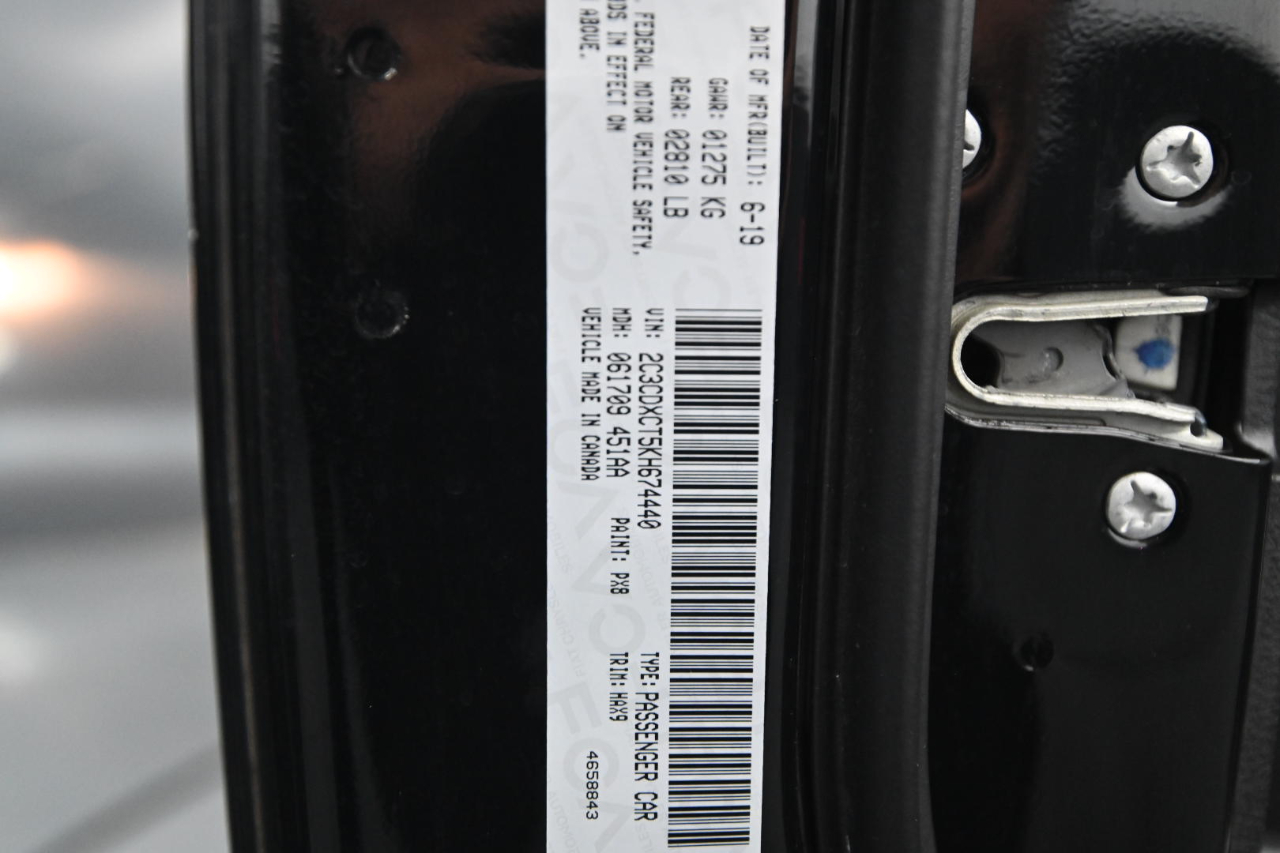 DATE OF MFR(BUILT): 6-19
GAWR: 01275 KG
REAR: 02810 LB
FEDERAL MOTOR VEHICLE SAFETY,
IN EFFECT ON
ABOVE.
VIN: 2C3CDXCT5KH674440
TYPE: PASSENGER CAR
MDH: 061709 451AA
PAINT: PX8
TRIM: HAX9
VEHICLE MADE IN CANADA
4658843